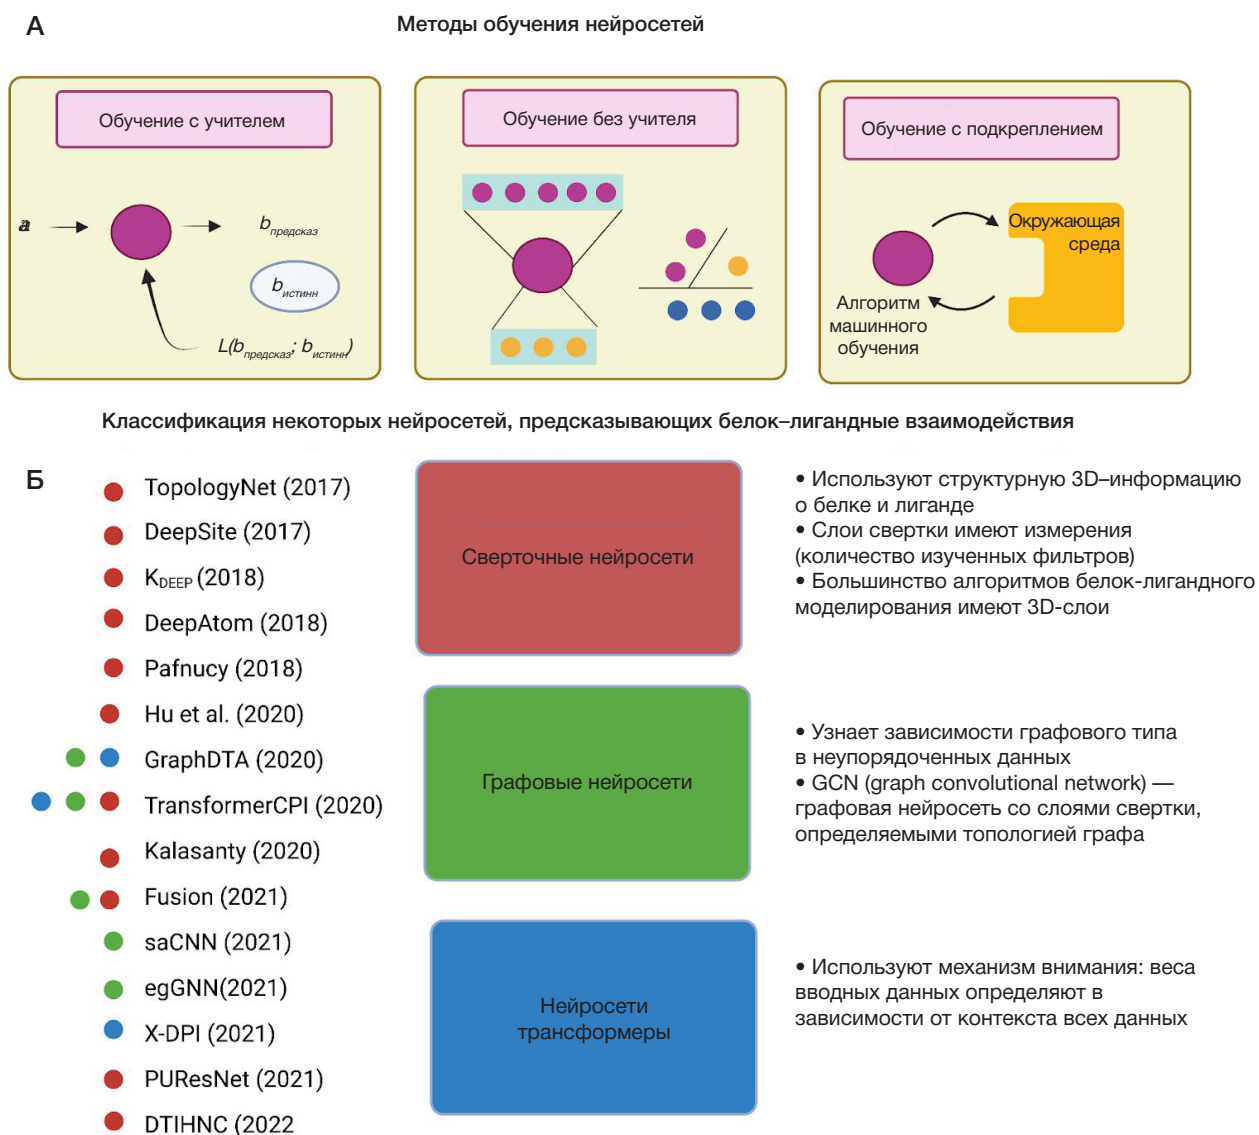 А
Методы обучения нейросетей
Обучение с учителем
a
b предсказ
b истинн
L(b предсказ; b истинн)
Обучение без учителя
Обучение с подкреплением
Окружающая
среда
Алгоритм
машинного
обучения
Классификация некоторых нейросетей, предсказывающих белок–лигандные взаимодействия
Б
TopologyNet (2017)
DeepSite (2017)
KDEEP (2018)
DeepAtom (2018)
Pafnucy (2018)
Hu et al. (2020)
GraphDTA (2020)
TransformerCPI (2020)
Kalasanty (2020)
Fusion (2021)
saCNN (2021)
egGNN(2021)
X-DPI (2021)
PUResNet (2021)
DTIHNC (2022
Сверточные нейросети
• Используют структурную 3D–информацию
о белке и лиганде
• Слои свертки имеют измерения
(количество изученных фильтров)
• Большинство алгоритмов белок-лигандного
моделирования имеют 3D-слои
Графовые нейросети
• Узнает зависимости графового типа
в неупорядоченных данных
• GCN (graph convolutional network) —
графовая нейросеть со слоями свертки,
определяемыми топологией графа
Нейросети
трансформеры
• Используют механизм внимания: веса
вводных данных определяют в
зависимости от контекста всех данных